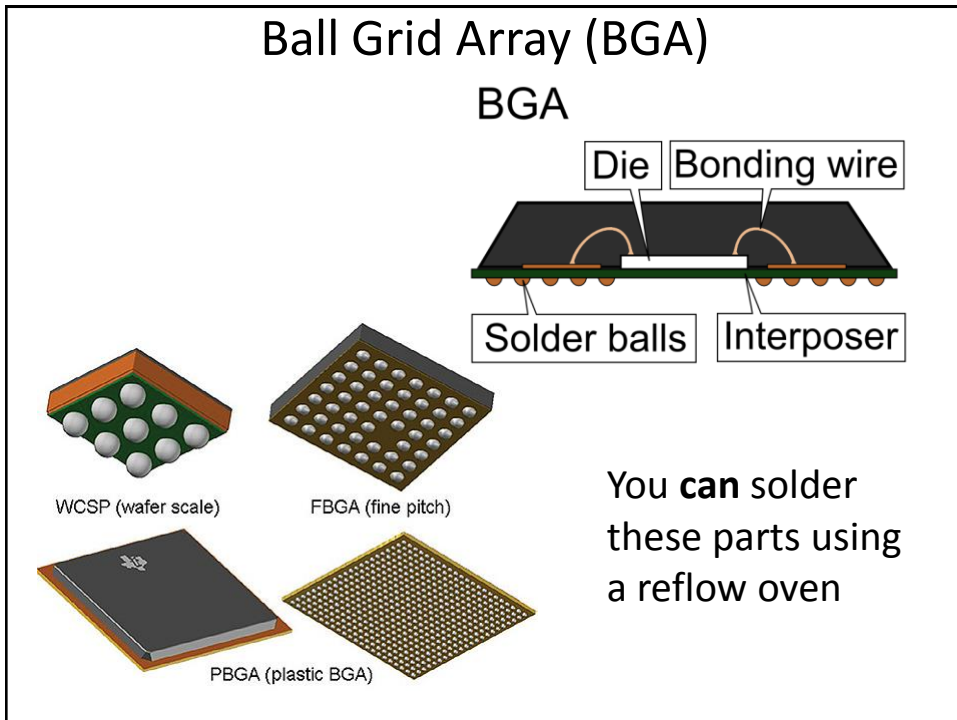 Ball Grid Array (BGA)
BGA
Die
Bonding wire
Solder balls
Interposer
WCSP (wafer scale)
FBGA (fine pitch)
PBGA (plastic BGA)
You can solder
these parts using
a reflow oven